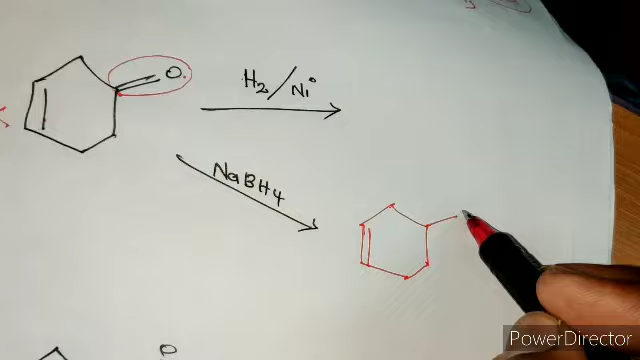 O
H₂/Ni°
NaBH4
O
PowerDirector